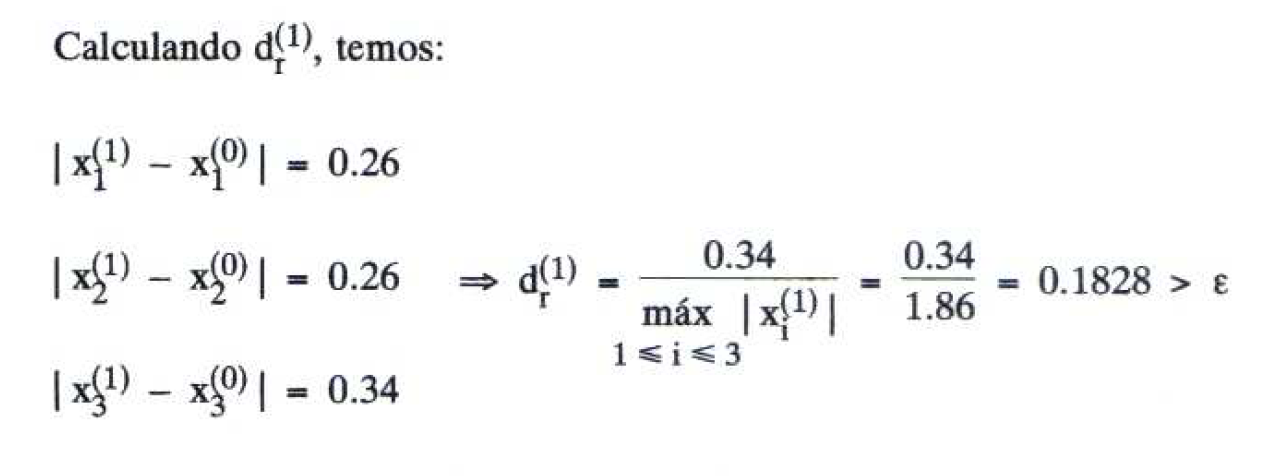 Calculando d_r^(1), temos:
| x_1^(1) − x_1^(0) | = 0.26
| x_2^(1) − x_2^(0) | = 0.26 ⇒ d_r^(1) = 0.34 / máx_{1 ⩽ i ⩽ 3} | x_i^(1) | = 0.34 / 1.86 = 0.1828 > ε
| x_3^(1) − x_3^(0) | = 0.34